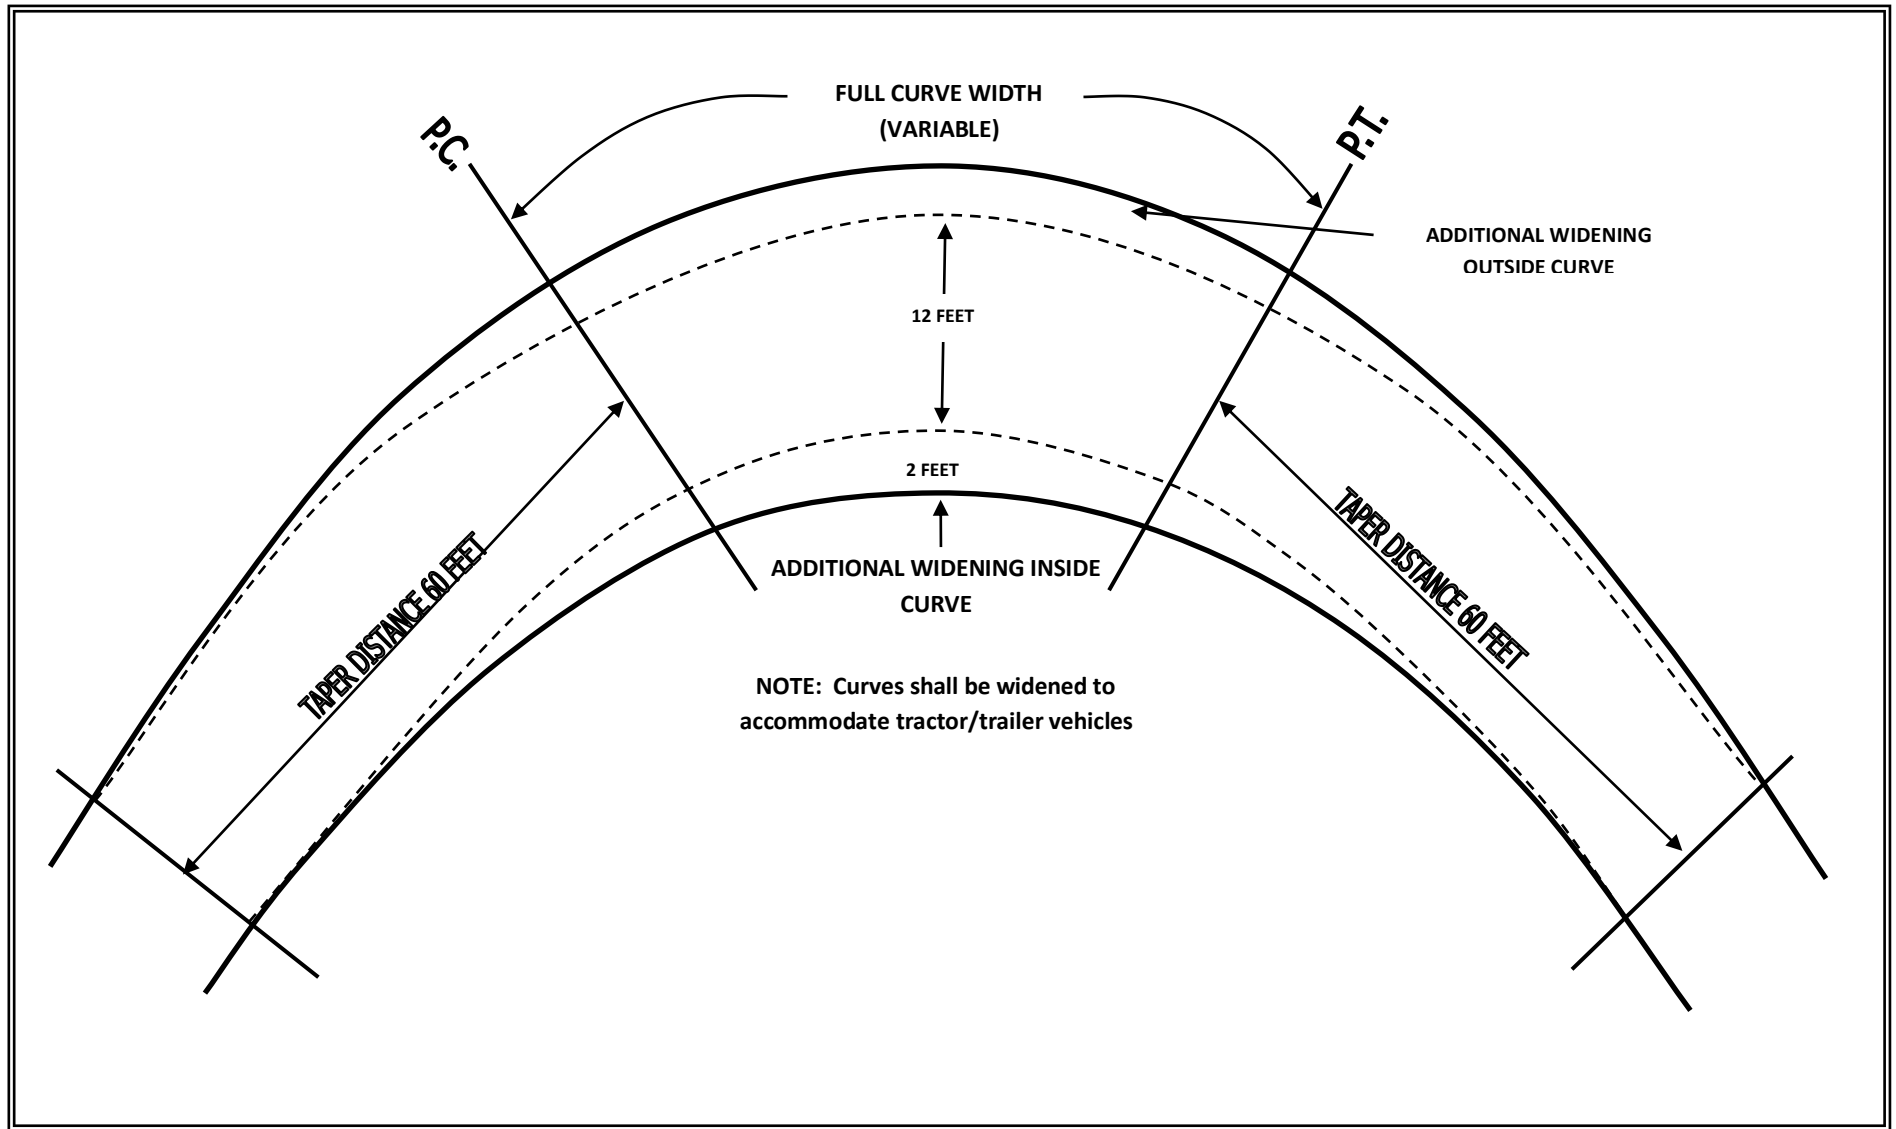 FULL CURVE WIDTH
(VARIABLE)
P.C.
P.T.
ADDITIONAL WIDENING
OUTSIDE CURVE
12 FEET
2 FEET
TAPER DISTANCE 60 FEET
TAPER DISTANCE 60 FEET
ADDITIONAL WIDENING INSIDE
CURVE
NOTE:  Curves shall be widened to
accommodate tractor/trailer vehicles